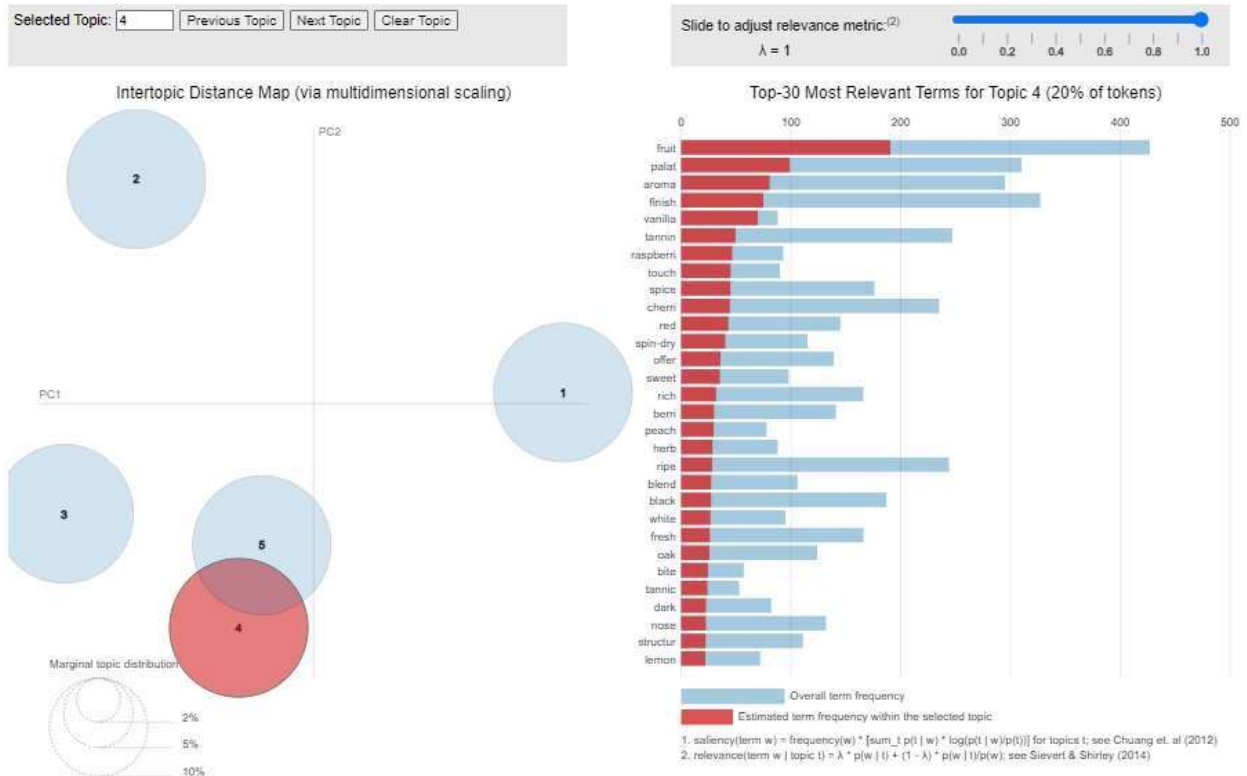 Selected Topic: 4 Previous Topic Next Topic Clear Topic
Slide to adjust relevance metric:(2)
λ = 1
0.0 0.2 0.4 0.6 0.8 1.0
Intertopic Distance Map (via multidimensional scaling)
PC2
PC1
2
1
3
5
4
Marginal topic distribution
2%
5%
10%
Top-30 Most Relevant Terms for Topic 4 (20% of tokens)
0 100 200 300 400 500
fruit
palat
aroma
finish
vanilla
tannin
raspberri
touch
spice
cherri
red
spin-dry
offer
sweet
rich
berri
peach
herb
ripe
blend
black
white
fresh
oak
bite
tannic
dark
nose
structur
lemon
Overall term frequency
Estimated term frequency within the selected topic
1. saliency(term w) = frequency(w) * [sum_t p(t | w) * log(p(t | w)/p(t))] for topics t; see Chuang et. al (2012)
2. relevance(term w | topic t) = λ * p(w | t) + (1 - λ) * p(w | t)/p(w); see Sievert & Shirley (2014)